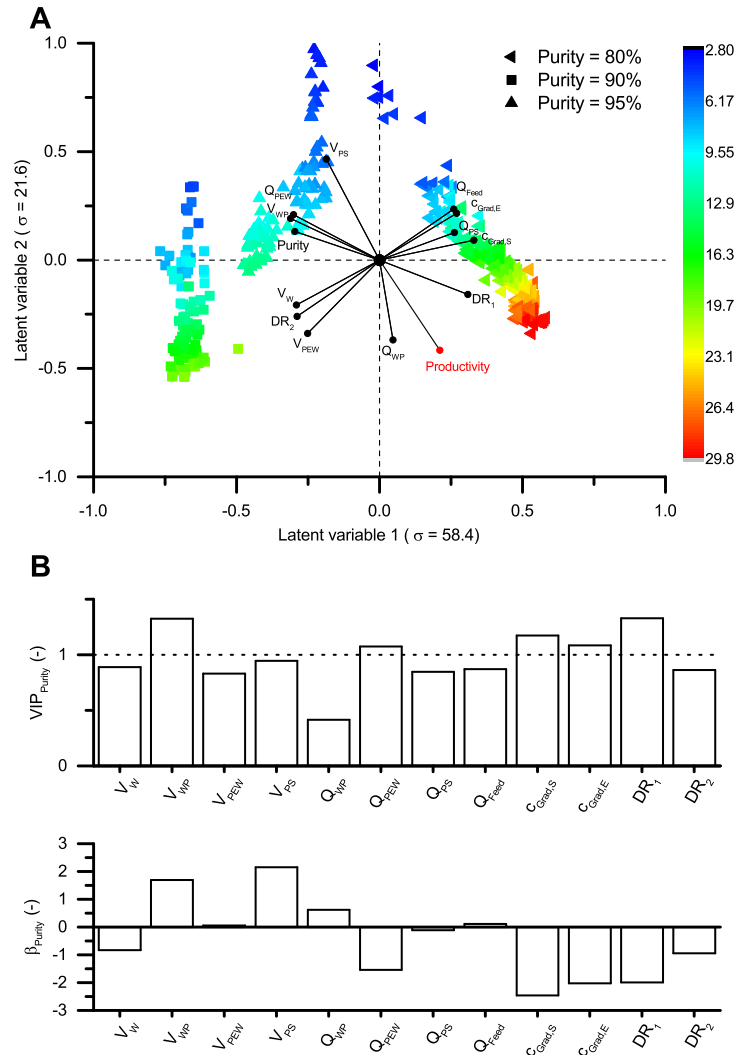 A
1.0
0.5
0.0
-0.5
-1.0
Latent variable 2 ( σ = 21.6)
-1.0
-0.5
0.0
0.5
1.0
Latent variable 1 ( σ = 58.4)
Purity = 80%
Purity = 90%
Purity = 95%
2.80
6.17
9.55
12.9
16.3
19.7
23.1
26.4
29.8
V_PS
Q_PEW
V_WP
Purity
V_W
DR_2
V_PEW
Q_WP
Productivity
DR_1
Q_Feed
c_Grad,E
Q_PS
c_Grad,S
B
VIP_Purity (-)
1
0
V_W
V_WP
V_PEW
V_PS
Q_WP
Q_PEW
Q_PS
Q_Feed
c_Grad,S
c_Grad,E
DR_1
DR_2
β_Purity (-)
3
2
1
0
-1
-2
-3
V_W
V_WP
V_PEW
V_PS
Q_WP
Q_PEW
Q_PS
Q_Feed
c_Grad,S
c_Grad,E
DR_1
DR_2